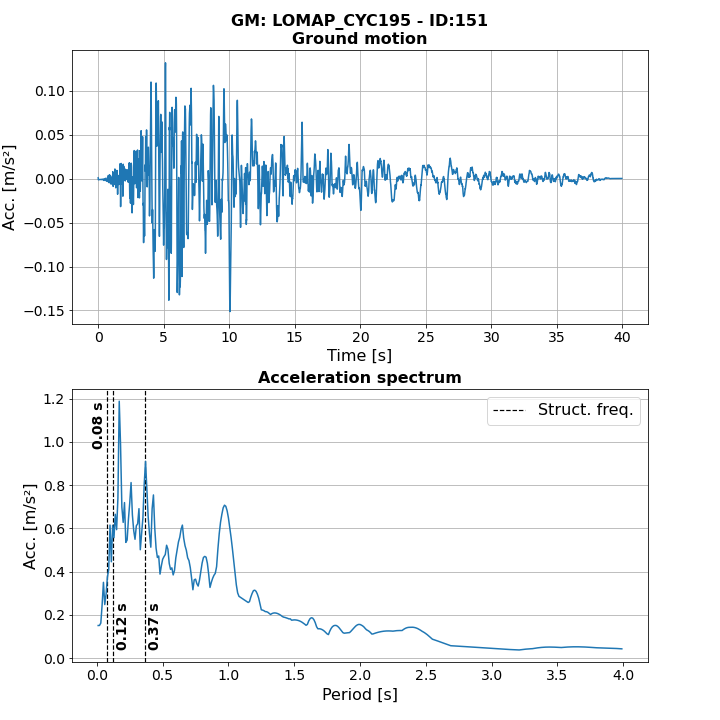 GM: LOMAP_CYC195 - ID:151
Ground motion
Acc. [m/s²]
0.10
0.05
0.00
−0.05
−0.10
−0.15
0 5 10 15 20 25 30 35 40
Time [s]
Acceleration spectrum
Acc. [m/s²]
1.2
1.0
0.8
0.6
0.4
0.2
0.0
Struct. freq.
0.08 s
0.12 s
0.37 s
0.0 0.5 1.0 1.5 2.0 2.5 3.0 3.5 4.0
Period [s]